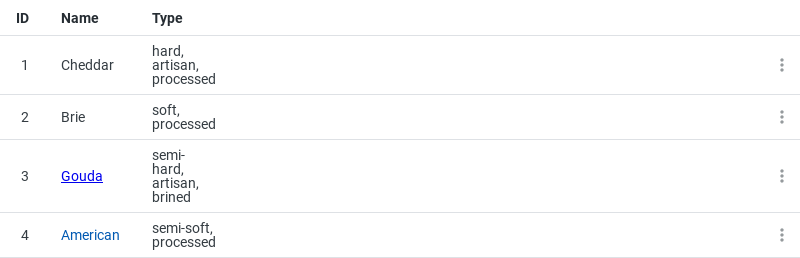 ID Name Type
1 Cheddar hard,
artisan,
processed
2 Brie soft,
processed
3 Gouda semi-
hard,
artisan,
brined
4 American semi-soft,
processed